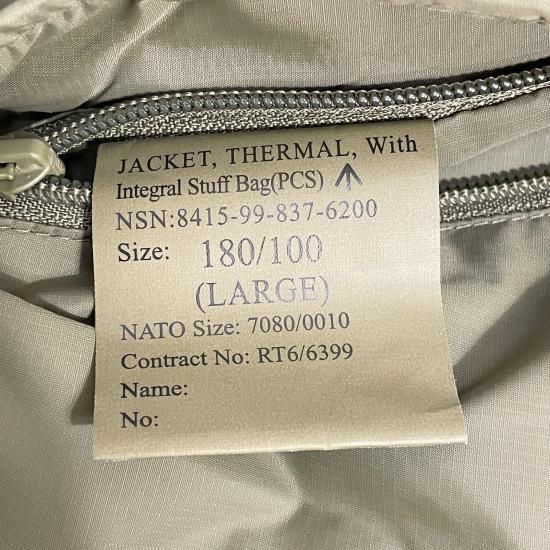 JACKET, THERMAL, With
Integral Stuff Bag(PCS)
NSN:8415-99-837-6200
Size: 180/100
(LARGE)
NATO Size: 7080/0010
Contract No: RT6/6399
Name:
No: